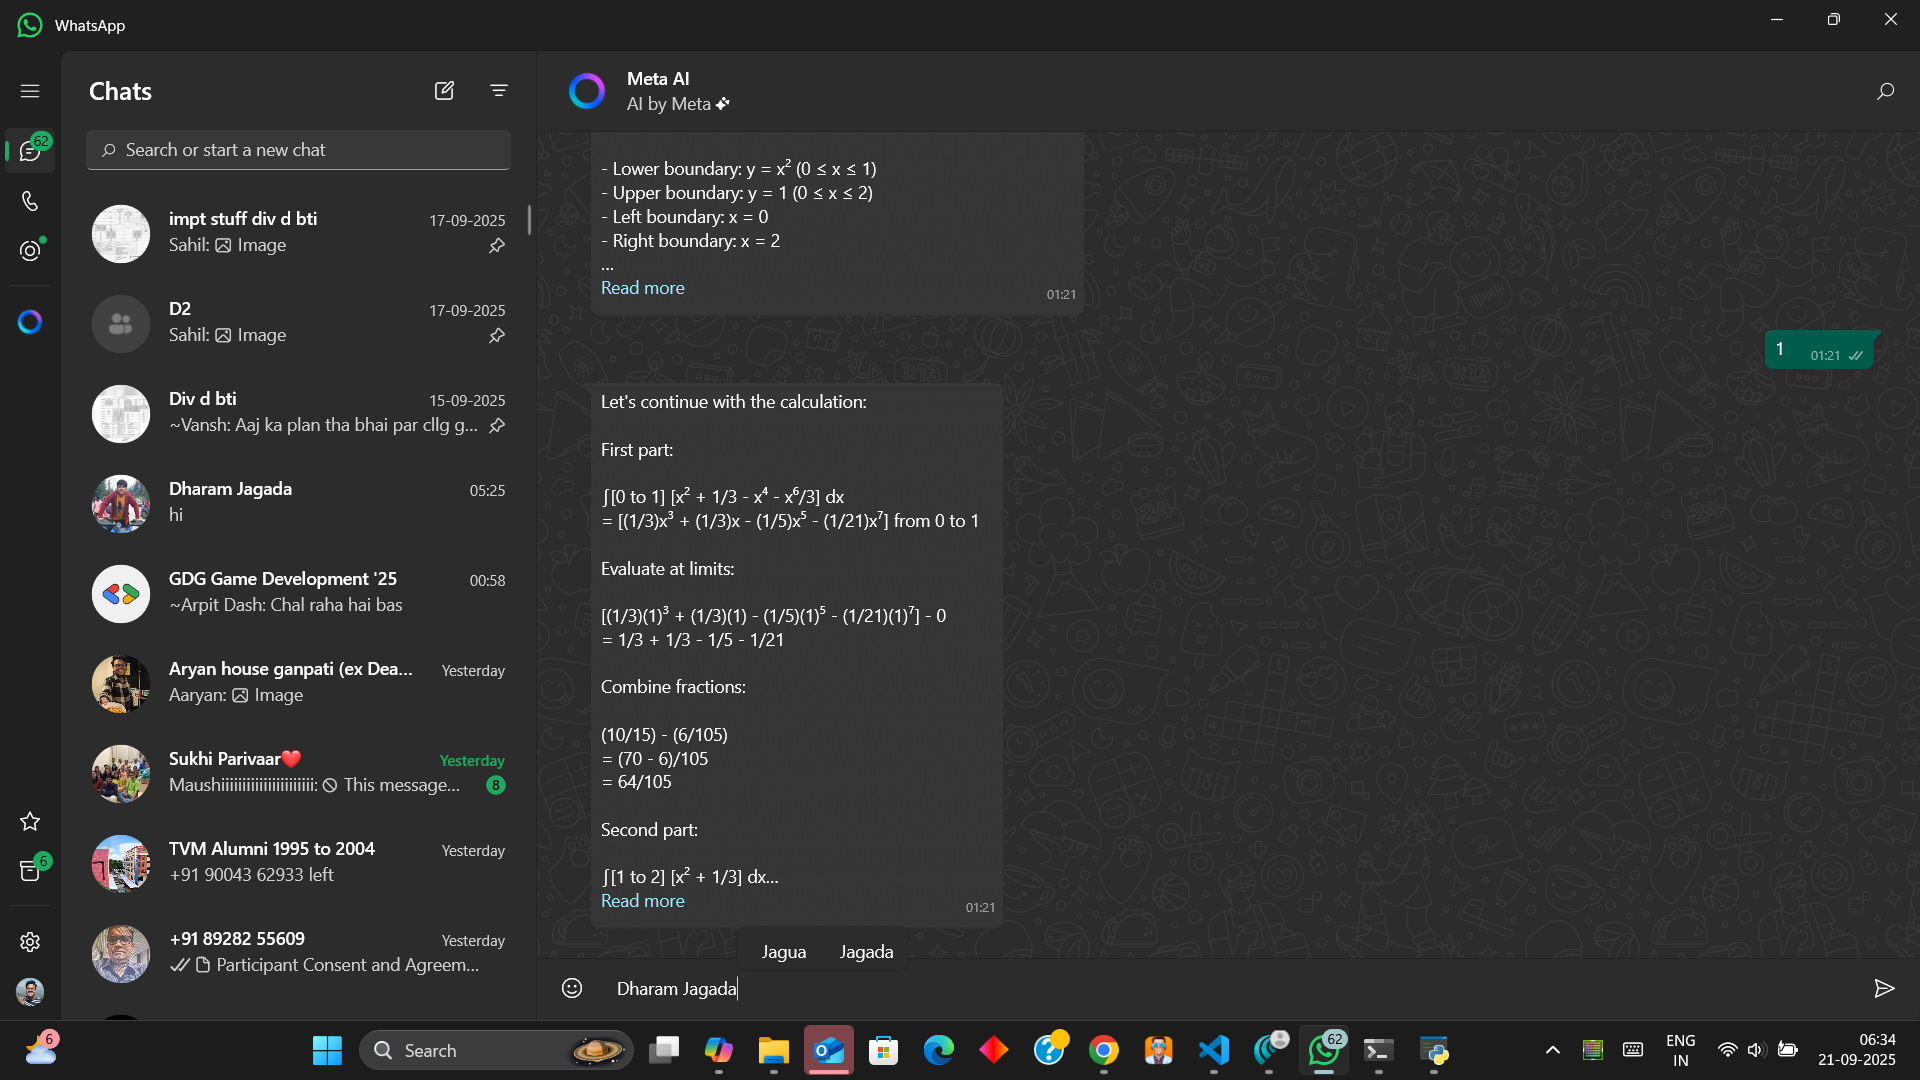 WhatsApp
Chats
62
Search or start a new chat
impt stuff div d bti 17-09-2025
Sahil: Image
D2 17-09-2025
Sahil: Image
Div d bti 15-09-2025
~Vansh: Aaj ka plan tha bhai par cllg g...
Dharam Jagada 05:25
hi
GDG Game Development '25 00:58
~Arpit Dash: Chal raha hai bas
Aryan house ganpati (ex Dea... Yesterday
Aaryan: Image
Sukhi Parivaar❤️ Yesterday
Maushiiiiiiiiiiiiiiiiiiiiii: This message... 8
TVM Alumni 1995 to 2004 Yesterday
+91 90043 62933 left
6
+91 89282 55609 Yesterday
Participant Consent and Agreem...
Meta AI
AI by Meta
- Lower boundary: y = x² (0 ≤ x ≤ 1)
- Upper boundary: y = 1 (0 ≤ x ≤ 2)
- Left boundary: x = 0
- Right boundary: x = 2
...
Read more 01:21
1 01:21
Let's continue with the calculation:
First part:
∫[0 to 1] [x² + 1/3 - x⁴ - x⁶/3] dx
= [(1/3)x³ + (1/3)x - (1/5)x⁵ - (1/21)x⁷] from 0 to 1
Evaluate at limits:
[(1/3)(1)³ + (1/3)(1) - (1/5)(1)⁵ - (1/21)(1)⁷] - 0
= 1/3 + 1/3 - 1/5 - 1/21
Combine fractions:
(10/15) - (6/105)
= (70 - 6)/105
= 64/105
Second part:
∫[1 to 2] [x² + 1/3] dx...
Read more 01:21
Jagua Jagada
Dharam Jagada
6
Search
62
ENG
IN
06:34
21-09-2025